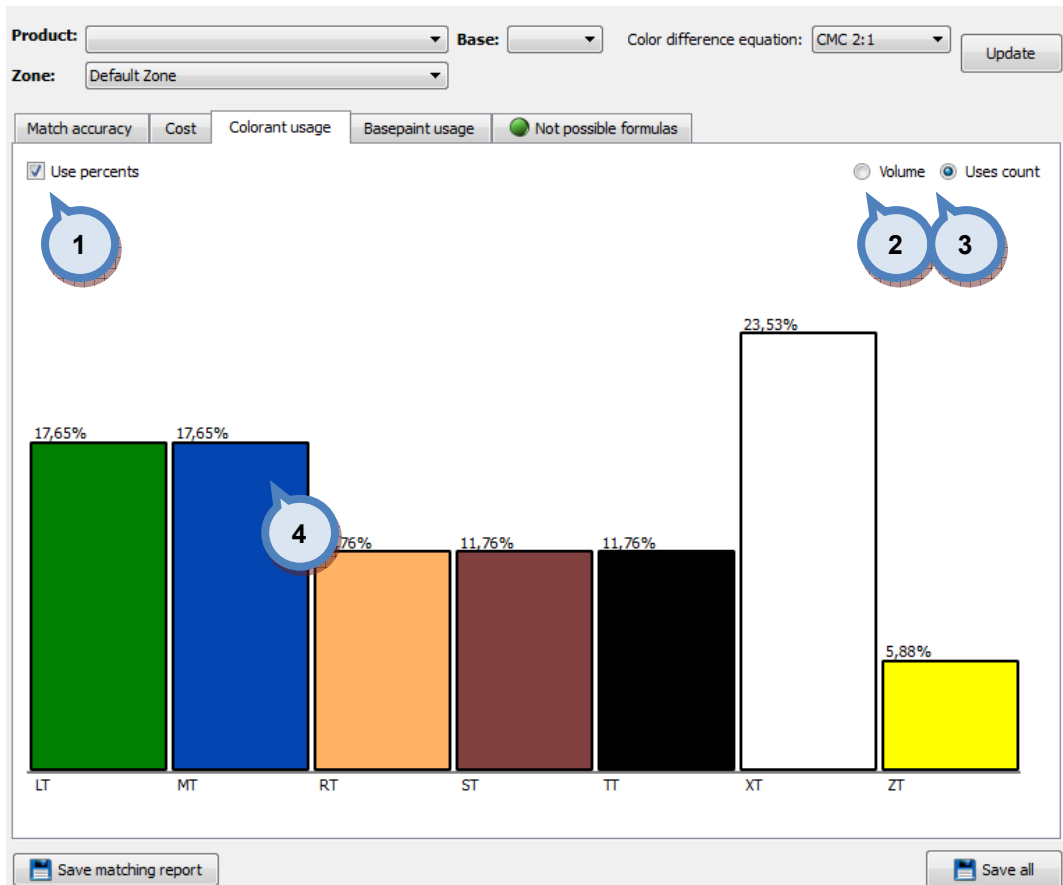 Product: Base: Color difference equation: CMC 2:1 Update
Zone: Default Zone
Match accuracy Cost Colorant usage Basepaint usage Not possible formulas
Use percents Volume Uses count
1 2 3
23,53%
17,65% 17,65%
4
76% 11,76% 11,76%
5,88%
LT MT RT ST TT XT ZT
Save matching report Save all